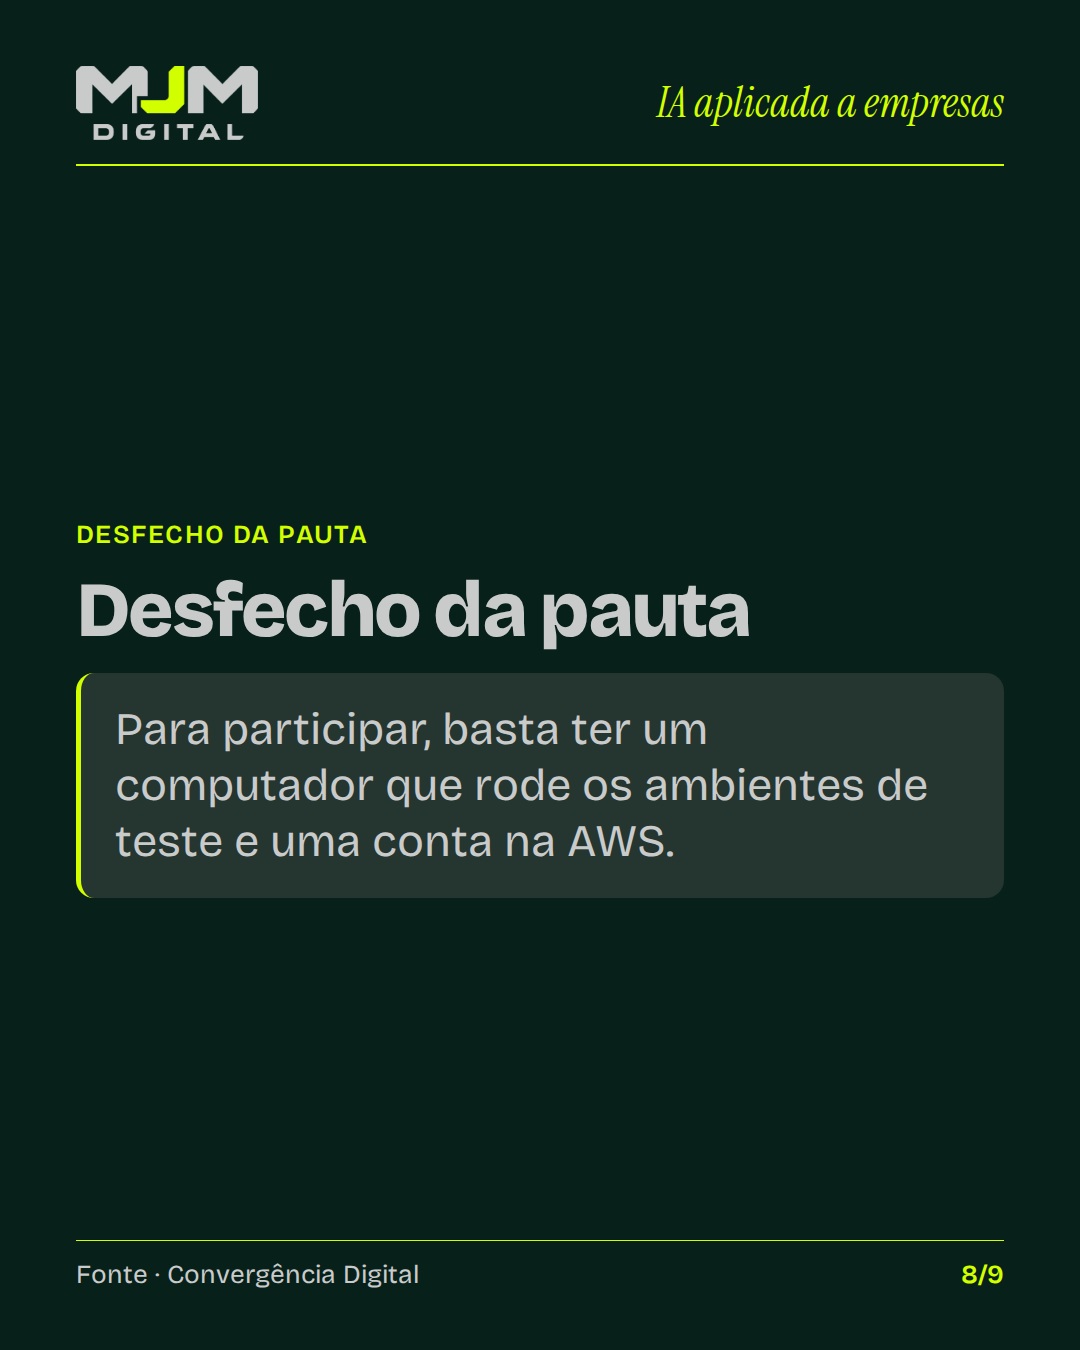 MJM
DIGITAL
IA aplicada a empresas
DESFECHO DA PAUTA
Desfecho da pauta
Para participar, basta ter um
computador que rode os ambientes de
teste e uma conta na AWS.
Fonte · Convergência Digital
8/9